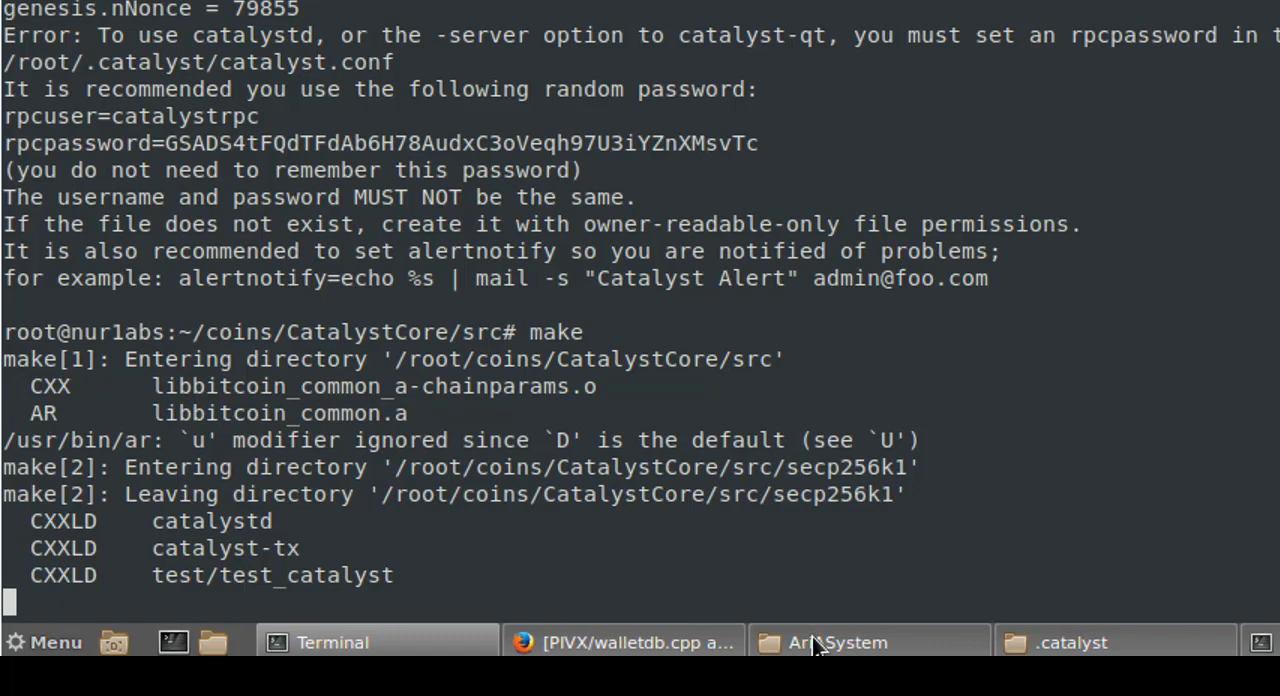 genesis.nNonce = 79855
Error: To use catalystd, or the -server option to catalyst-qt, you must set an rpcpassword in t
/root/.catalyst/catalyst.conf
It is recommended you use the following random password:
rpcuser=catalystrpc
rpcpassword=GSADS4tFQdTFdAb6H78AudxC3oVeqh97U3iYZnXMsvTc
(you do not need to remember this password)
The username and password MUST NOT be the same.
If the file does not exist, create it with owner-readable-only file permissions.
It is also recommended to set alertnotify so you are notified of problems;
for example: alertnotify=echo %s | mail -s "Catalyst Alert" admin@foo.com
root@nur1abs:~/coins/CatalystCore/src# make
make[1]: Entering directory '/root/coins/CatalystCore/src'
CXX libbitcoin_common_a-chainparams.o
AR libbitcoin_common.a
/usr/bin/ar: `u' modifier ignored since `D' is the default (see `U')
make[2]: Entering directory '/root/coins/CatalystCore/src/secp256k1'
make[2]: Leaving directory '/root/coins/CatalystCore/src/secp256k1'
CXXLD catalystd
CXXLD catalyst-tx
CXXLD test/test_catalyst
Menu Terminal [PIVX/walletdb.cpp a... System .catalyst